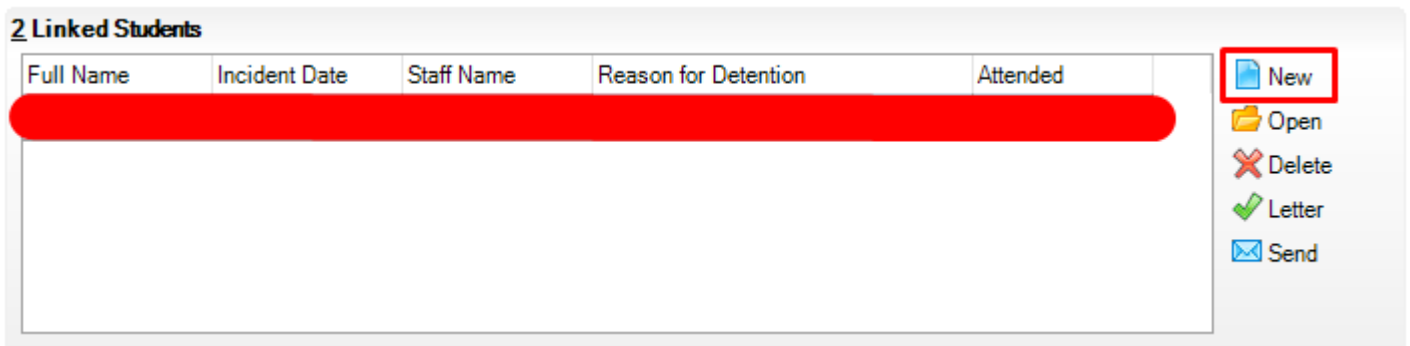 2 Linked Students
Full Name Incident Date Staff Name Reason for Detention Attended
New
Open
Delete
Letter
Send